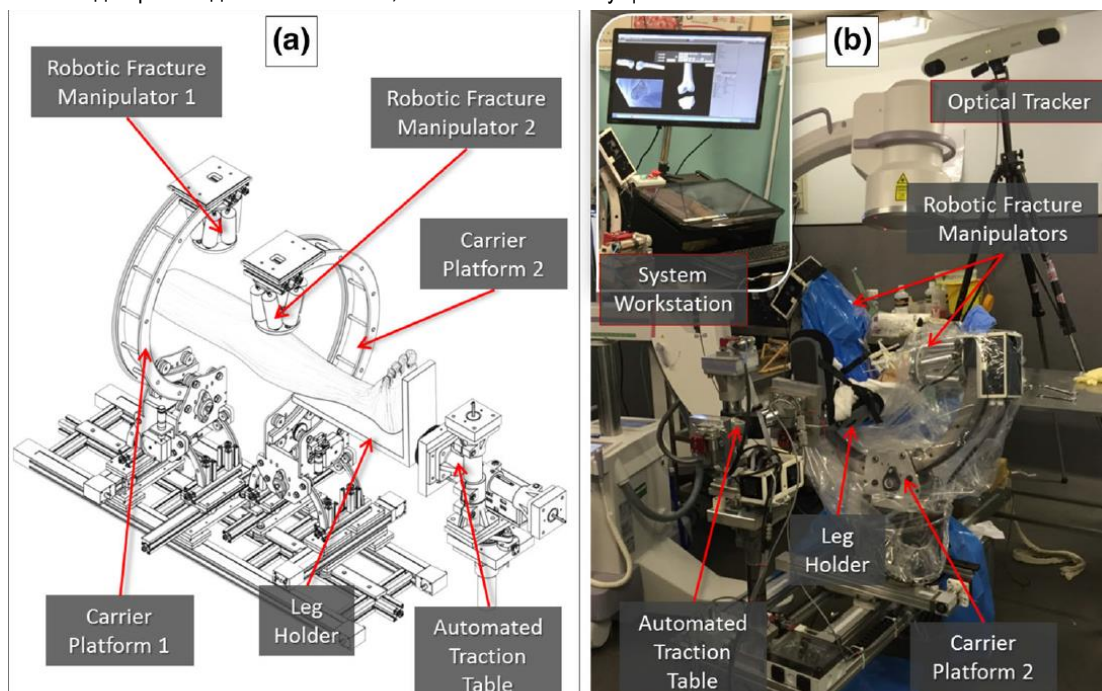 (a)
Robotic Fracture
Manipulator 1
Robotic Fracture
Manipulator 2
Carrier
Platform 2
Carrier
Platform 1
Leg
Holder
Automated
Traction
Table
(b)
Optical Tracker
Robotic Fracture
Manipulators
System
Workstation
Leg
Holder
Automated
Traction
Table
Carrier
Platform 2